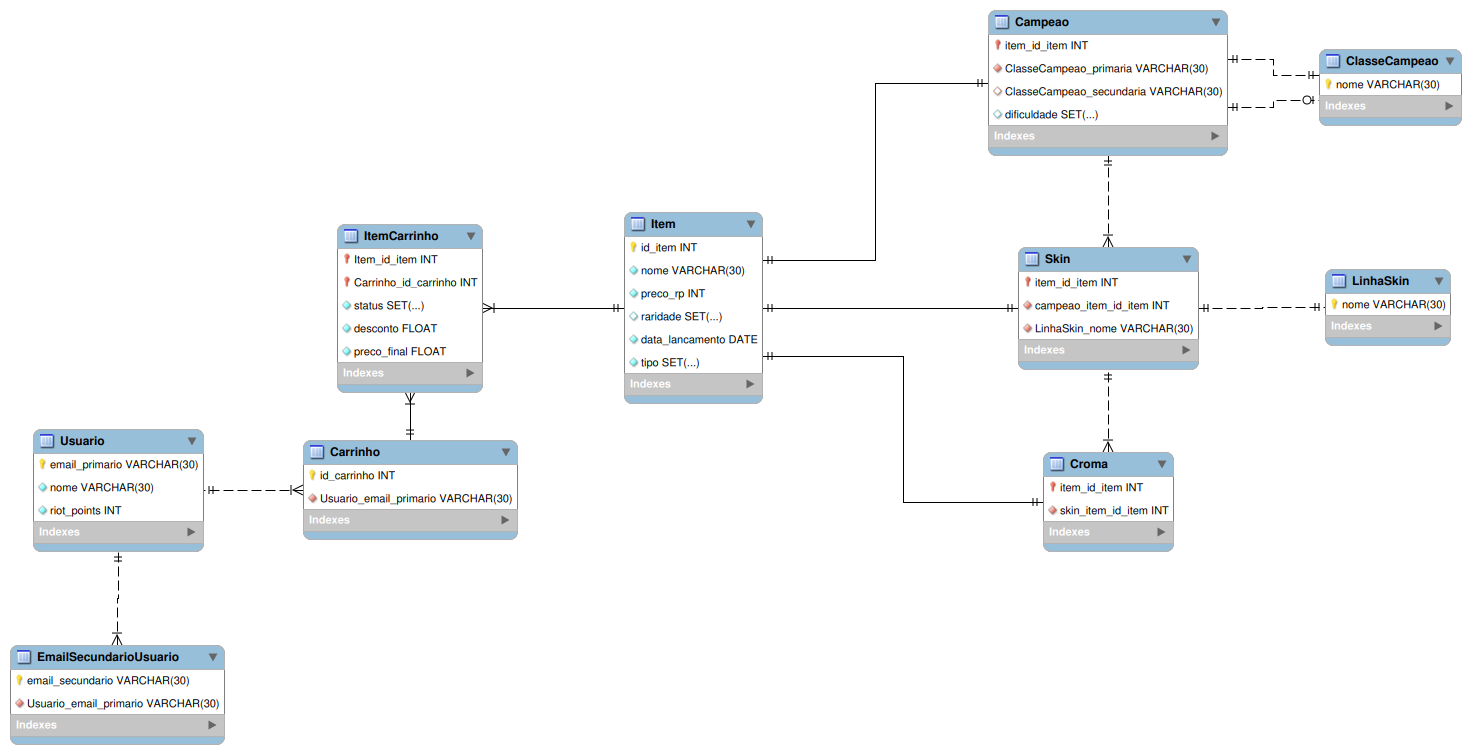 Campeao
item_id_item INT
ClasseCampeao_primaria VARCHAR(30)
ClasseCampeao_secundaria VARCHAR(30)
dificuldade SET(...)
Indexes
ClasseCampeao
nome VARCHAR(30)
Indexes
ItemCarrinho
Item_id_item INT
Carrinho_id_carrinho INT
status SET(...)
desconto FLOAT
preco_final FLOAT
Indexes
Item
id_item INT
nome VARCHAR(30)
preco_rp INT
raridade SET(...)
data_lancamento DATE
tipo SET(...)
Indexes
Skin
item_id_item INT
campeao_item_id_item INT
LinhaSkin_nome VARCHAR(30)
Indexes
LinhaSkin
nome VARCHAR(30)
Indexes
Usuario
email_primario VARCHAR(30)
nome VARCHAR(30)
riot_points INT
Indexes
Carrinho
id_carrinho INT
Usuario_email_primario VARCHAR(30)
Indexes
Croma
item_id_item INT
skin_item_id_item INT
Indexes
EmailSecundarioUsuario
email_secundario VARCHAR(30)
Usuario_email_primario VARCHAR(30)
Indexes